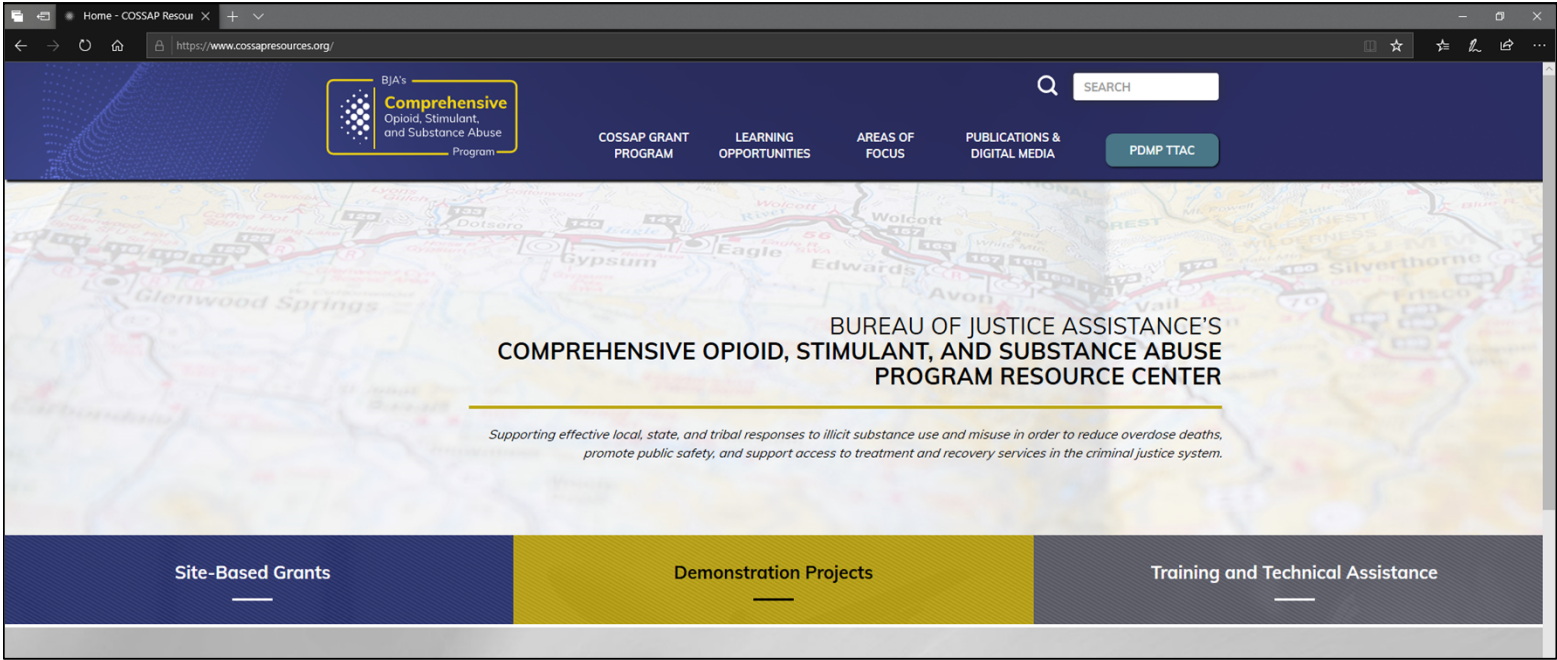 Home - COSSAP Resour
https://www.cossapresources.org/
BJA's
Comprehensive
Opioid, Stimulant,
and Substance Abuse
Program
SEARCH
COSSAP GRANT
PROGRAM
LEARNING
OPPORTUNITIES
AREAS OF
FOCUS
PUBLICATIONS &
DIGITAL MEDIA
PDMP TTAC
Wolcott
Dotsero
Gypsum
Eagle
Edwards
Wolcott
Avon
Vail
Silverthorne
Frisco
Glenwood Springs
BUREAU OF JUSTICE ASSISTANCE'S
COMPREHENSIVE OPIOID, STIMULANT, AND SUBSTANCE ABUSE
PROGRAM RESOURCE CENTER
Supporting effective local, state, and tribal responses to illicit substance use and misuse in order to reduce overdose deaths,
promote public safety, and support access to treatment and recovery services in the criminal justice system.
Site-Based Grants
Demonstration Projects
Training and Technical Assistance